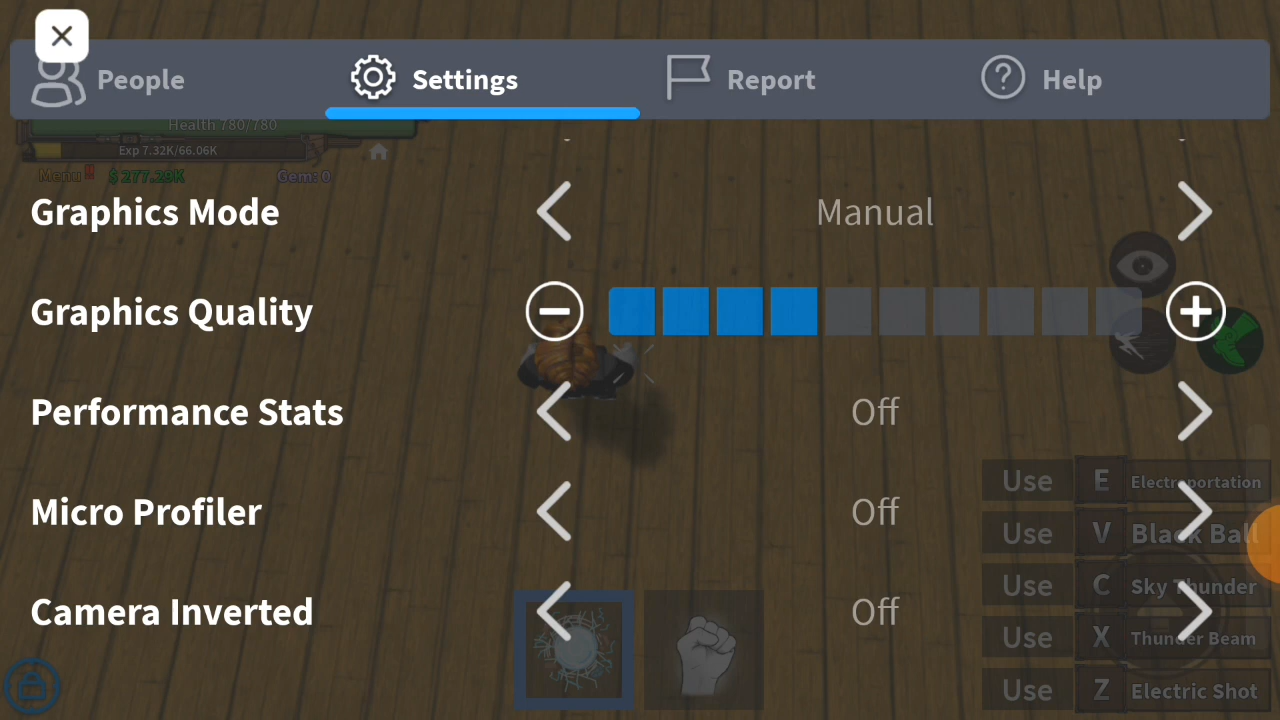 People
Settings
Report
Help
Health 780/780
Exp 7.32K/66.06K
Menu !! $ 277.29K Gem: 0
Graphics Mode Manual
Graphics Quality
Performance Stats Off
Use E Electroportation
Micro Profiler Off
Use V Black Ball
Use C Sky Thunder
Camera Inverted Off
Use X Thunder Beam
Use Z Electric Shot